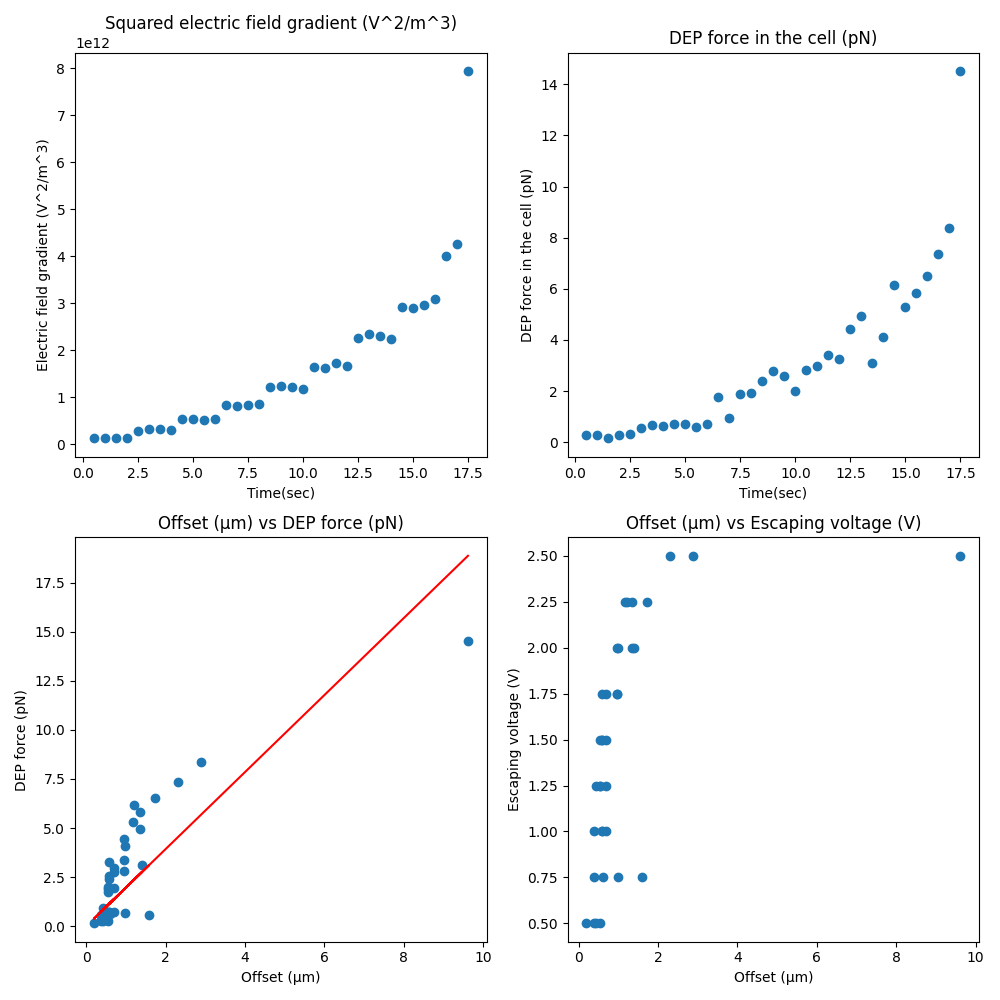 Squared electric field gradient (V^2/m^3)
1e12
8
7
6
5
4
3
2
1
0
Electric field gradient (V^2/m^3)
0.0 2.5 5.0 7.5 10.0 12.5 15.0 17.5
Time(sec)
DEP force in the cell (pN)
14
12
10
8
6
4
2
0
DEP force in the cell (pN)
0.0 2.5 5.0 7.5 10.0 12.5 15.0 17.5
Time(sec)
Offset (μm) vs DEP force (pN)
17.5
15.0
12.5
10.0
7.5
5.0
2.5
0.0
DEP force (pN)
0 2 4 6 8 10
Offset (μm)
Offset (μm) vs Escaping voltage (V)
2.50
2.25
2.00
1.75
1.50
1.25
1.00
0.75
0.50
Escaping voltage (V)
0 2 4 6 8 10
Offset (μm)